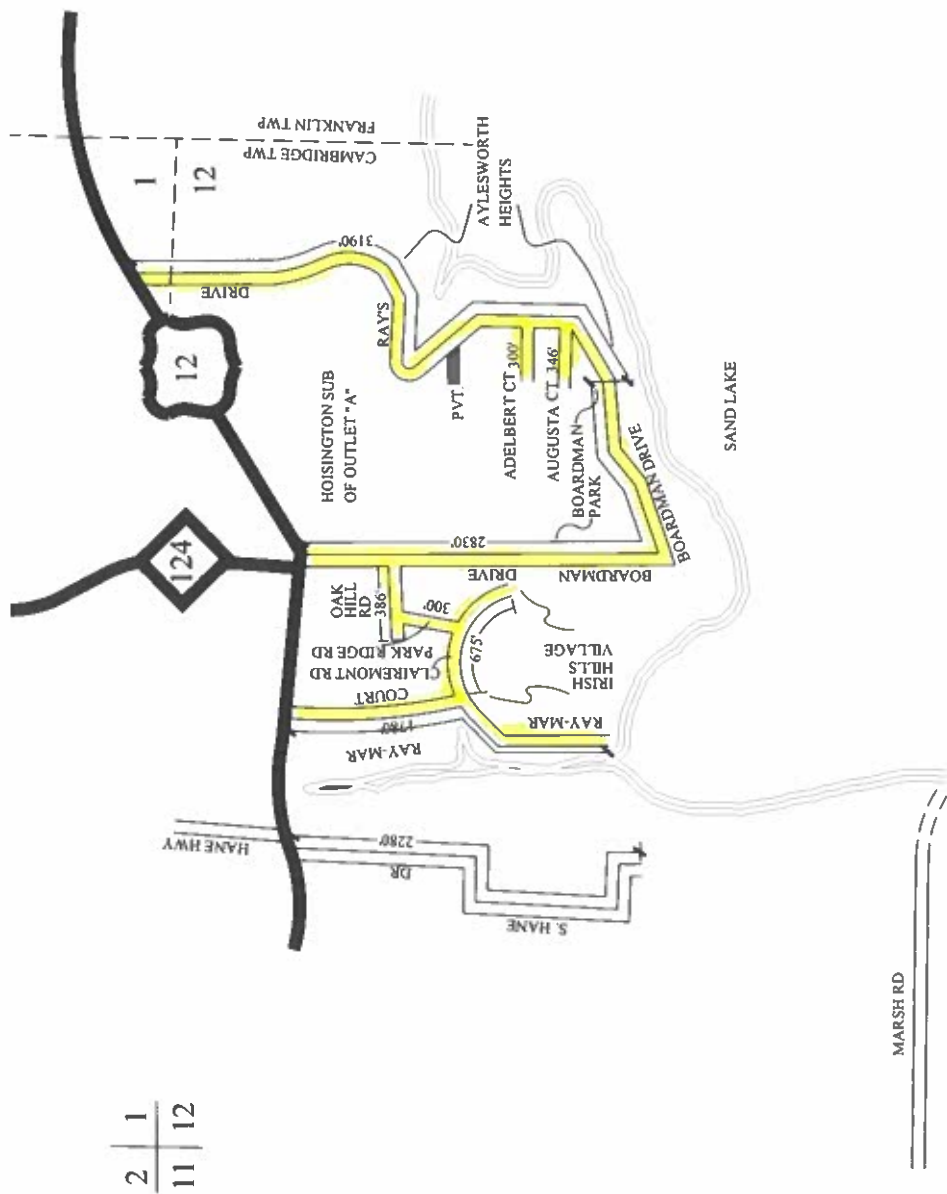 FRANKLIN TWP
CAMBRIDGE TWP
1
12
12
124
DRIVE
3190'
RAY'S
AYLESWORTH
HEIGHTS
HOISINGTON SUB
OF OUTLET "A"
PVT.
ADELBERT CT 300'
AUGUSTA CT 346'
BOARDMAN
PARK
BOARDMAN DRIVE
SAND LAKE
2830'
BOARDMAN
DRIVE
OAK
HILL
RD
386'
300'
PARK RIDGE RD
CLAIREMONT RD
675'
IRISH
HILLS
VILLAGE
COURT
1780'
RAY-MAR
RAY-MAR
HANE HWY
2280'
DR
S. HANE
MARSH RD
2 1
11 12